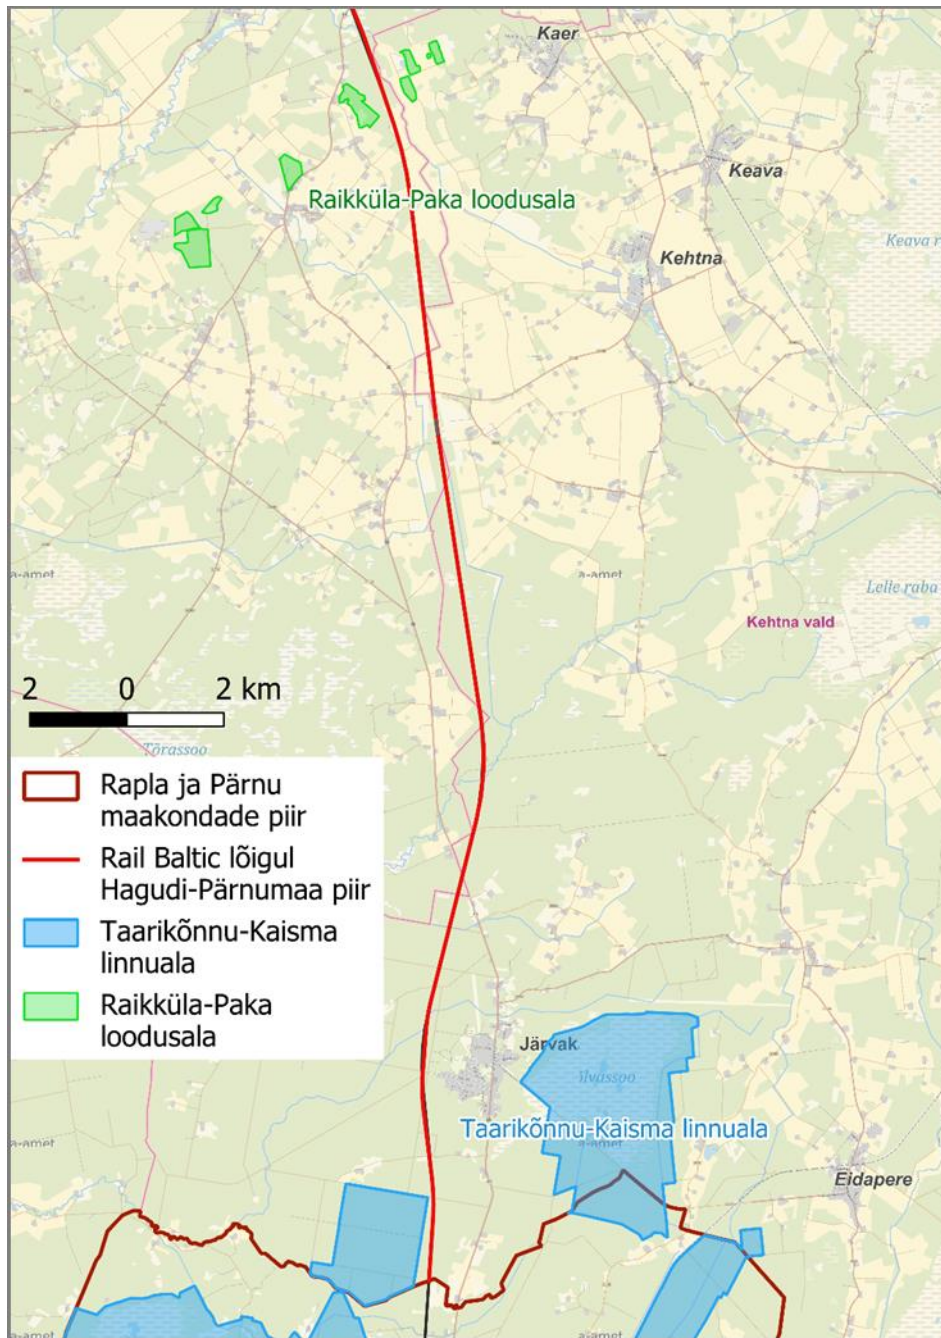 Kaer
Keava
Raikküla-Paka loodusala
Keava r
Kehtna
a-amet
a-amet
Lelle raba
Kehtna vald
2 0 2 km
Tõrassoo
Rapla ja Pärnu
maakondade piir
Rail Baltic lõigul
Hagudi-Pärnumaa piir
Taarikõnnu-Kaisma
linnuala
Raikküla-Paka
loodusala
Järvak
Taarikõnnu-Kaisma linnuala
a-amet
a-amet
Eidapere
a-amet